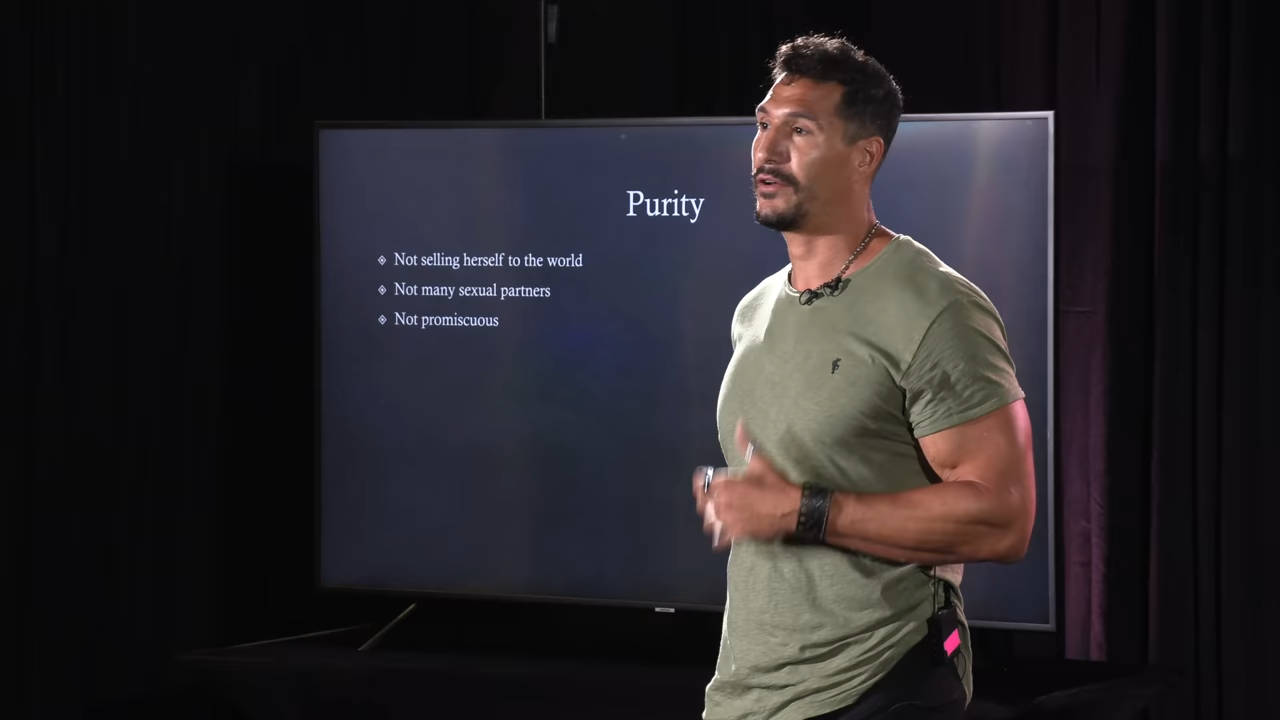 Purity
Not selling herself to the world
Not many sexual partners
Not promiscuous